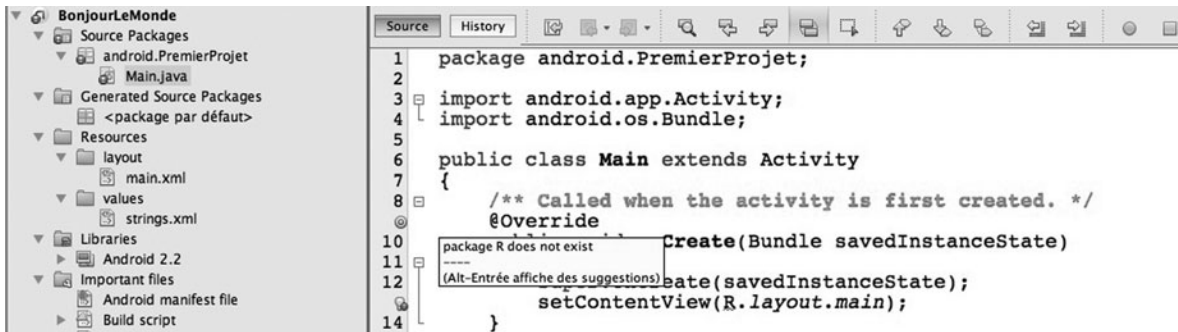 BonjourLeMonde
Source Packages
android.PremierProjet
Main.java
Generated Source Packages
<package par défaut>
Resources
layout
main.xml
values
strings.xml
Libraries
Android 2.2
Important files
Android manifest file
Build script
Source History
1 package android.PremierProjet;
2
3 import android.app.Activity;
4 import android.os.Bundle;
5
6 public class Main extends Activity
7 {
8 /** Called when the activity is first created. */
@Override
10 Create(Bundle savedInstanceState)
package R does not exist
11 ----
(Alt-Entrée affiche des suggestions)
12 eate(savedInstanceState);
setContentView(R.layout.main);
14 }